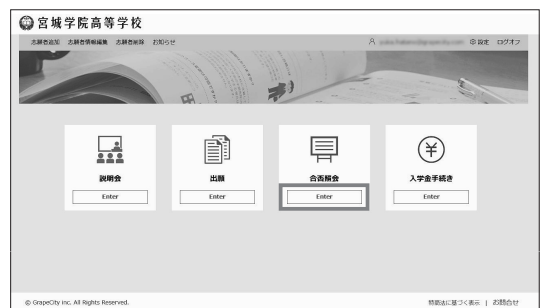 宮城学院高等学校
志願者追加 志願者情報編集 志願者削除 お知らせ 設定 ログオフ
説明会 出願 合否照会 入学金手続き
Enter Enter Enter Enter
© GrapeCity inc. All Rights Reserved. 特商法に基づく表示 | お問合せ